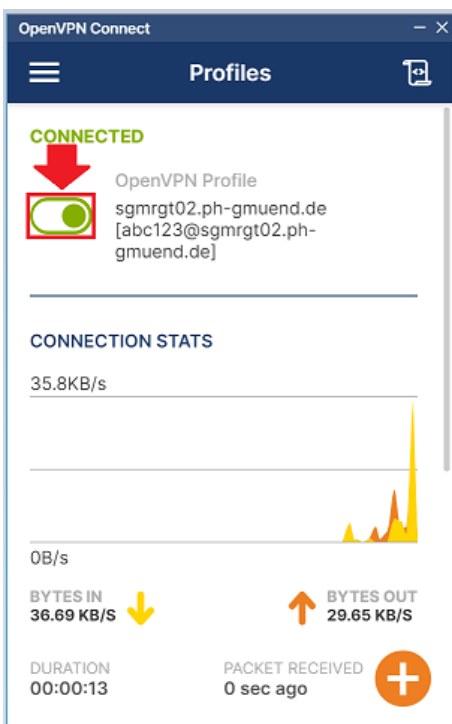 OpenVPN Connect
Profiles
CONNECTED
OpenVPN Profile
sgmrgt02.ph-gmuend.de
[abc123@sgmrgt02.ph-
gmuend.de]
CONNECTION STATS
35.8KB/s
0B/s
BYTES IN
36.69 KB/S
BYTES OUT
29.65 KB/S
DURATION
00:00:13
PACKET RECEIVED
0 sec ago